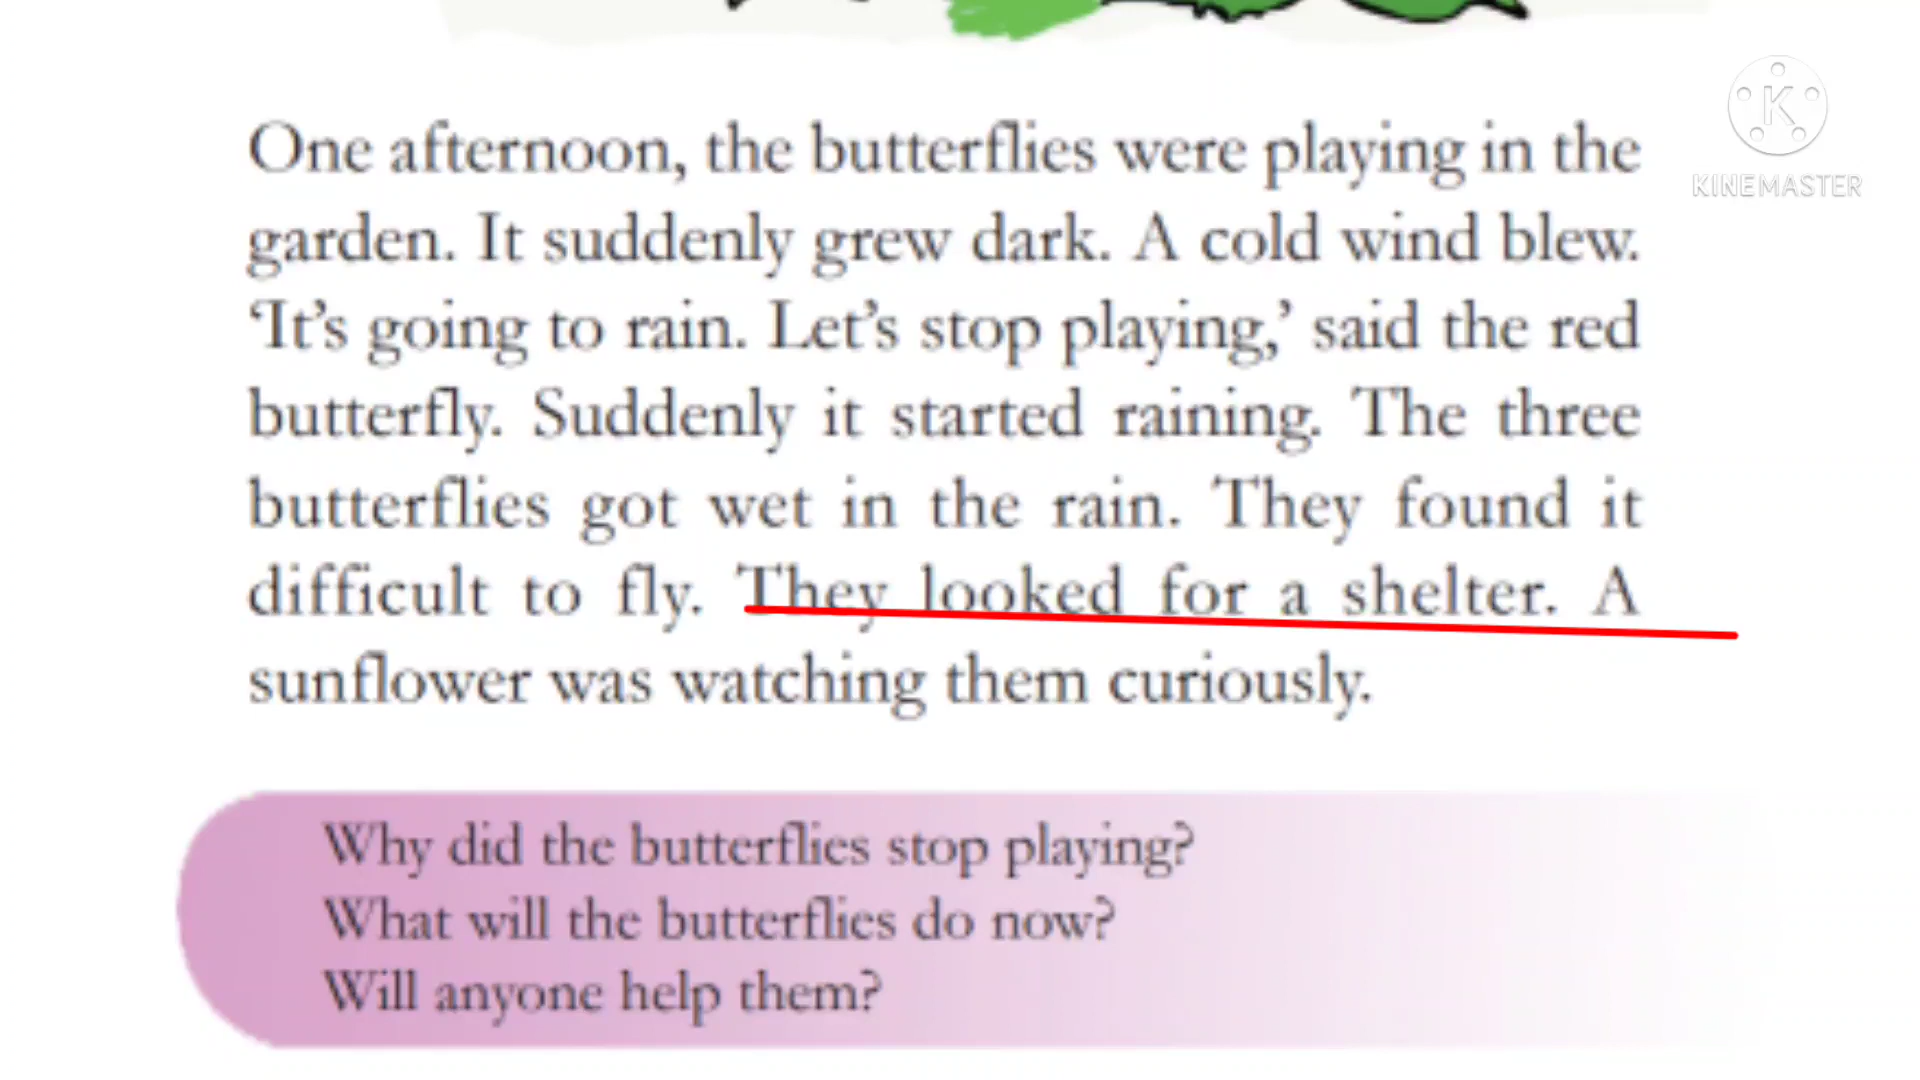 One afternoon, the butterflies were playing in the
garden. It suddenly grew dark. A cold wind blew.
‘It’s going to rain. Let’s stop playing,’ said the red
butterfly. Suddenly it started raining. The three
butterflies got wet in the rain. They found it
difficult to fly. They looked for a shelter. A
sunflower was watching them curiously.
Why did the butterflies stop playing?
What will the butterflies do now?
Will anyone help them?
K
KINEMASTER